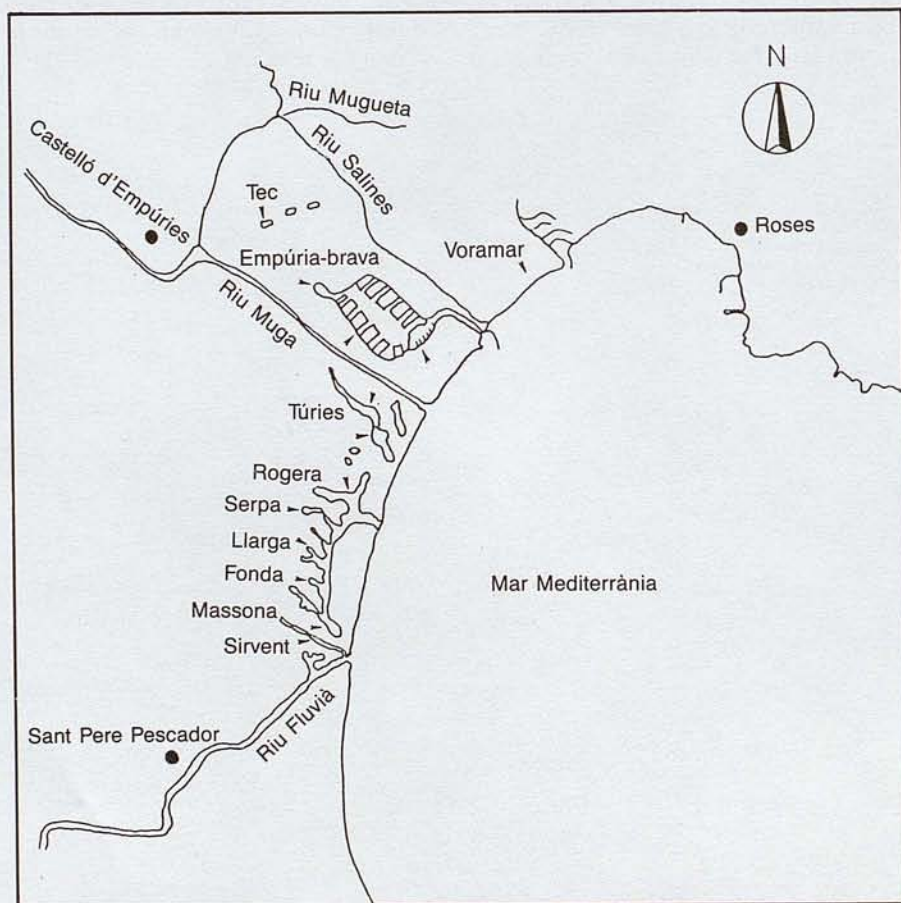 N
Riu Mugueta
Castelló d'Empúries
Riu Salines
Tec
Roses
Voramar
Empúria-brava
Riu Muga
Túries
Rogera
Serpa
Llarga
Fonda
Mar Mediterrània
Massona
Sirvent
Riu Fluvià
Sant Pere Pescador